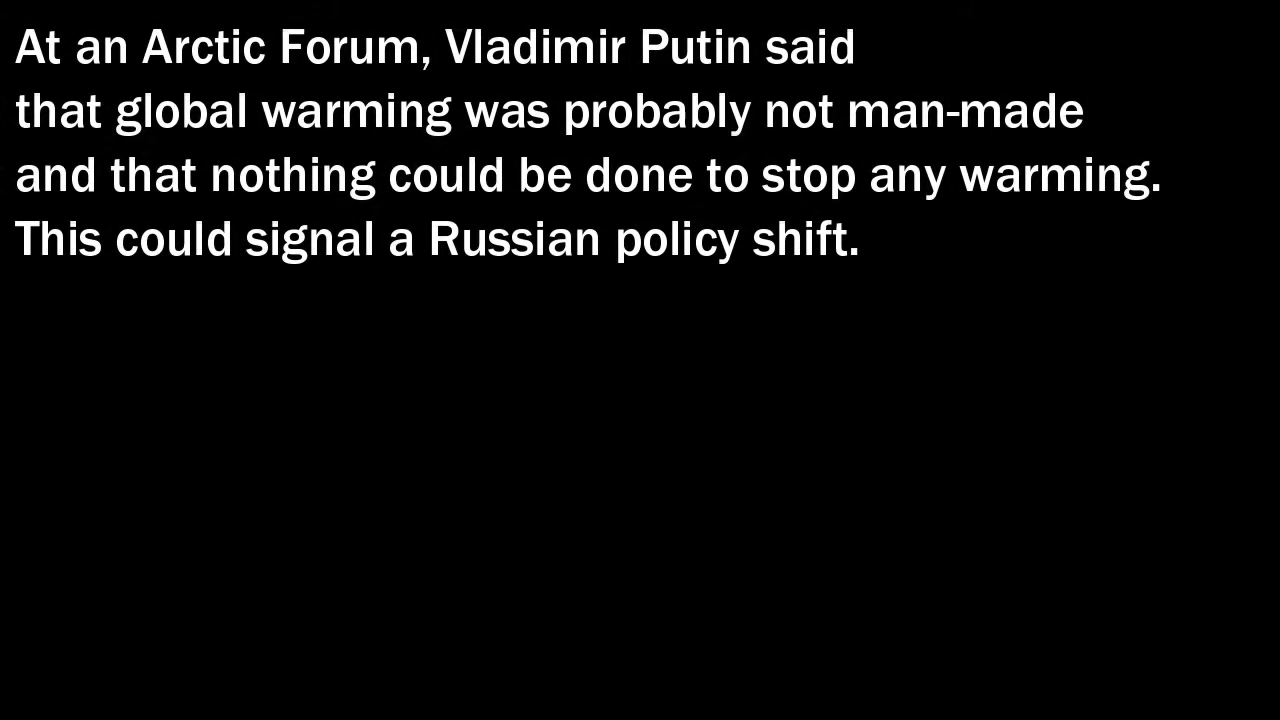 At an Arctic Forum, Vladimir Putin said
that global warming was probably not man-made
and that nothing could be done to stop any warming.
This could signal a Russian policy shift.